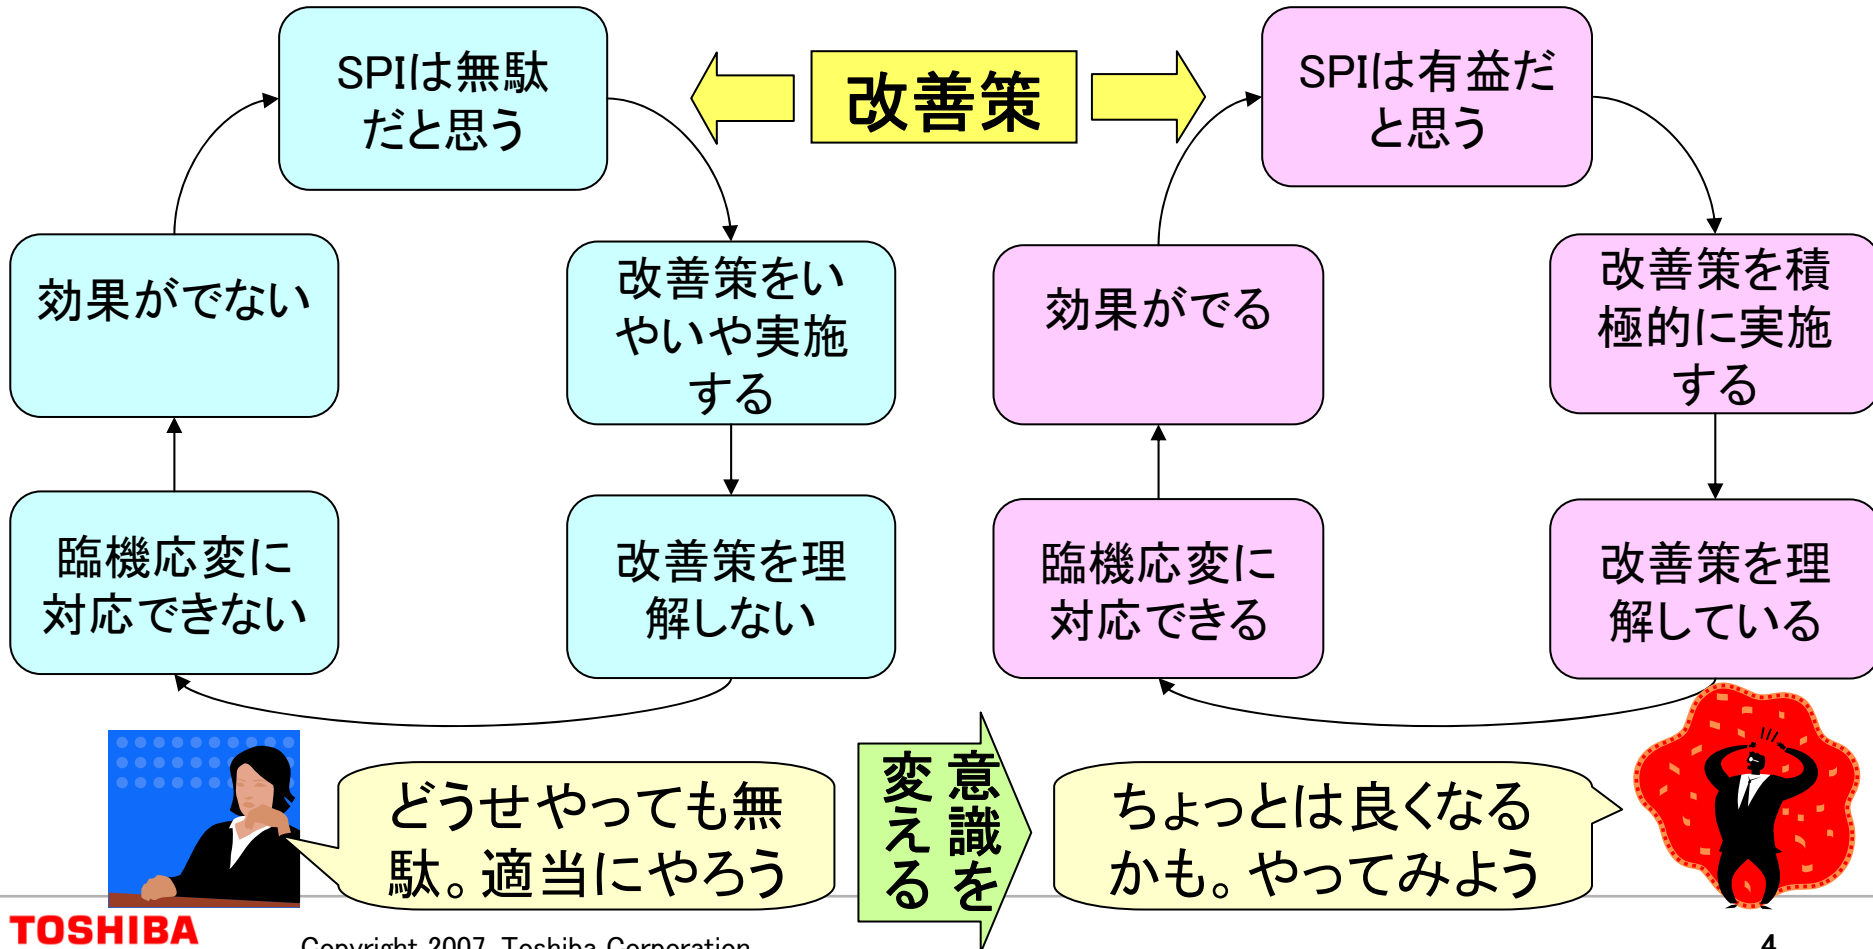 SPIは無駄
だと思う
改善策
SPIは有益だ
と思う
効果がでない
改善策をい
やいや実施
する
効果がでる
改善策を積
極的に実施
する
臨機応変に
対応できない
改善策を理
解しない
臨機応変に
対応できる
改善策を理
解している
どうせやっても無
駄。適当にやろう
意識を
変える
ちょっとは良くなる
かも。やってみよう
TOSHIBA
Copyright 2007, Toshiba Corporation
4